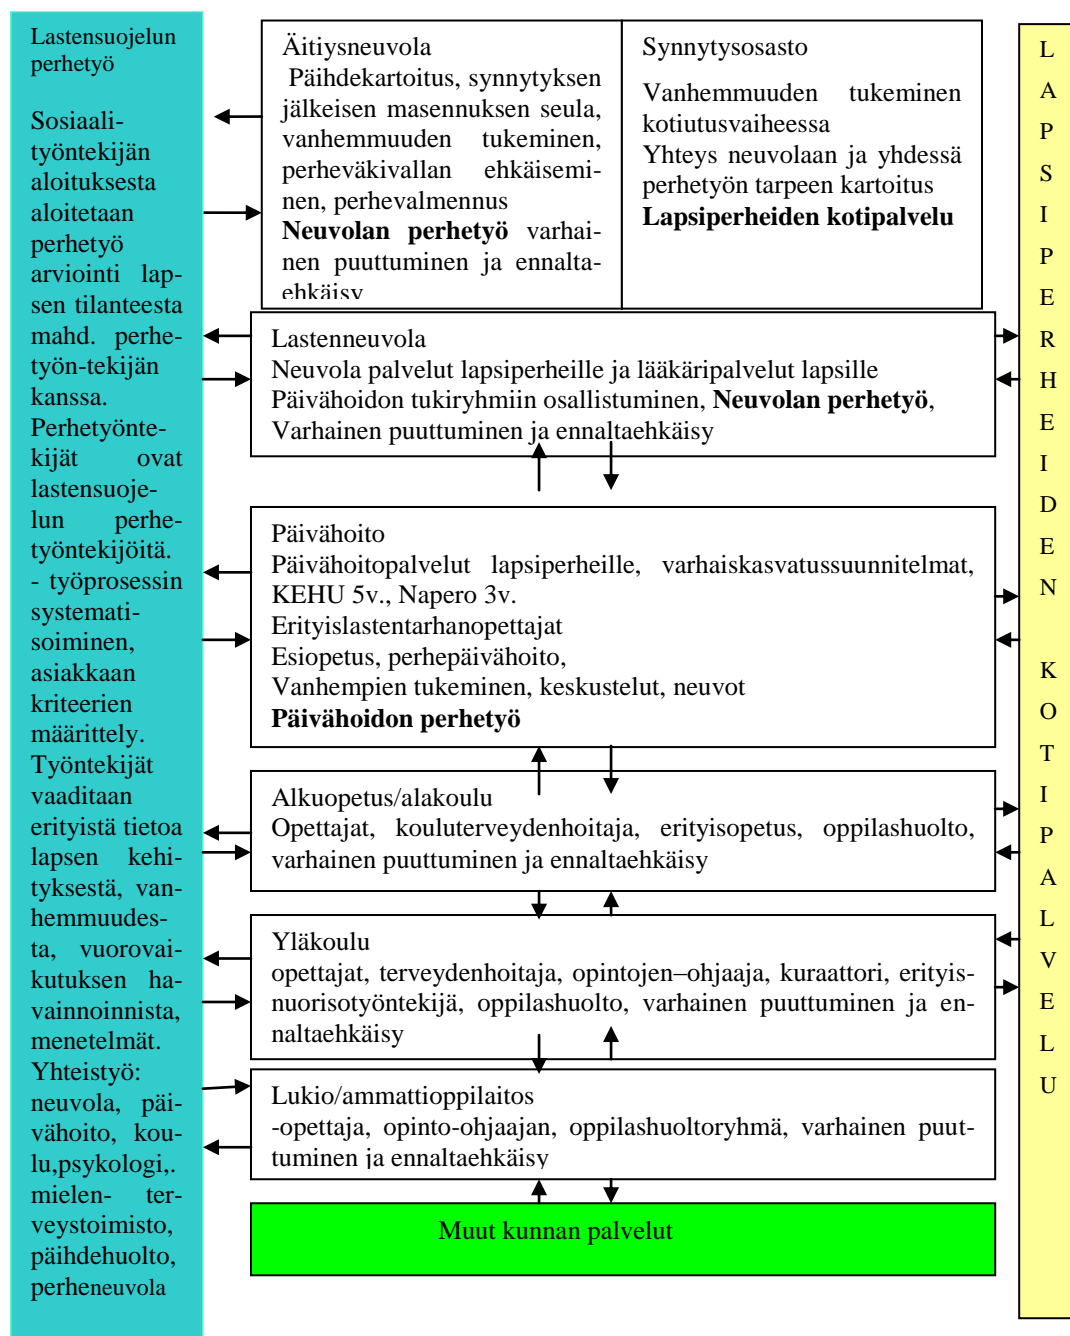 Lastensuojelun
perhetyö
Sosiaali-
työntekijän
aloituksesta
aloitetaan
perhetyö
arviointi lap-
sen tilanteesta
mahd. perhe-
työn-tekijän
kanssa.
Perhetyönte-
kijät ovat
lastensuoje-
lun perhe-
työntekijöitä.
- työprosessin
systemati-
soiminen,
asiakkaan
kriteerien
määrittely.
Työntekijät
vaaditaan
erityistä tietoa
lapsen kehi-
tyksestä, van-
hemmuudes-
ta, vuorovai-
kutuksen ha-
vainnoinnista,
menetelmät.
Yhteistyö:
neuvola, päi-
vähoito, kou-
lu,psykologi,.
mielen- ter-
veystoimisto,
päihdehuolto,
perheneuvola
Äitiysneuvola
Päihdekartoitus, synnytyksen
jälkeisen masennuksen seula,
vanhemmuuden tukeminen,
perheväkivallan ehkäisemi-
nen, perhevalmennus
Neuvolan perhetyö varhai-
nen puuttuminen ja ennalta-
ehkäisy
Synnytysosasto
Vanhemmuuden tukeminen
kotiutusvaiheessa
Yhteys neuvolaan ja yhdessä
perhetyön tarpeen kartoitus
Lapsiperheiden kotipalvelu
Lastenneuvola
Neuvola palvelut lapsiperheille ja lääkäripalvelut lapsille
Päivähoidon tukiryhmiin osallistuminen, Neuvolan perhetyö,
Varhainen puuttuminen ja ennaltaehkäisy
Päivähoito
Päivähoitopalvelut lapsiperheille, varhaiskasvatussuunnitelmat,
KEHU 5v., Napero 3v.
Erityislastentarhanopettajat
Esiopetus, perhepäivähoito,
Vanhempien tukeminen, keskustelut, neuvot
Päivähoidon perhetyö
Alkuopetus/alakoulu
Opettajat, kouluterveydenhoitaja, erityisopetus, oppilashuolto,
varhainen puuttuminen ja ennaltaehkäisy
Yläkoulu
opettajat, terveydenhoitaja, opintojen–ohjaaja, kuraattori, erityis-
nuorisotyöntekijä, oppilashuolto, varhainen puuttuminen ja en-
naltaehkäisy
Lukio/ammattioppilaitos
-opettaja, opinto-ohjaajan, oppilashuoltoryhmä, varhainen puut-
tuminen ja ennaltaehkäisy
Muut kunnan palvelut
L
A
P
S
I
P
E
R
H
E
I
D
E
N
K
O
T
I
P
A
L
V
E
L
U